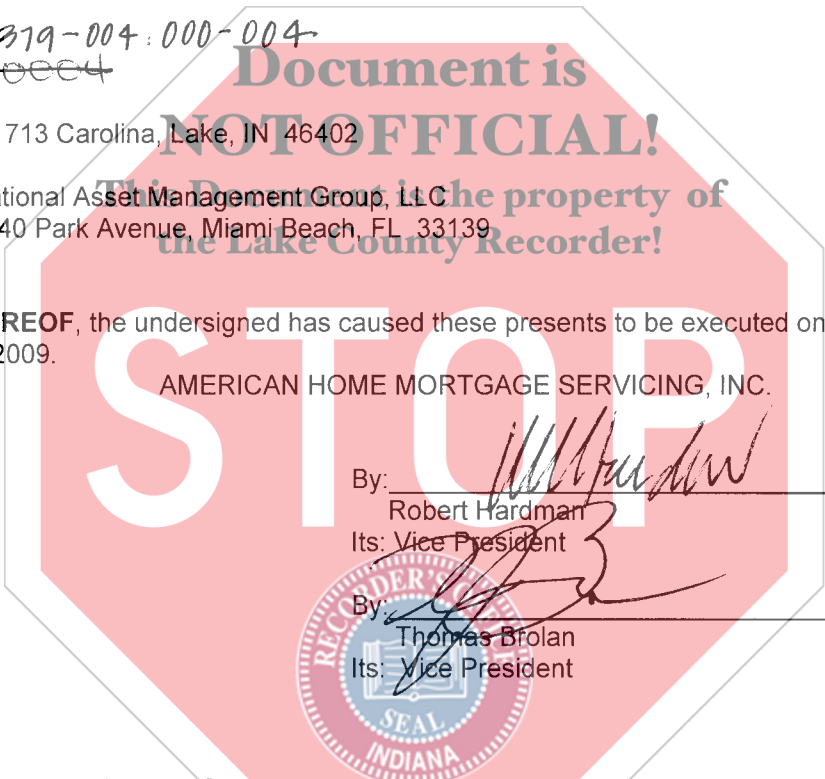 379-004.000-004
Document is
713 Carolina, Lake, IN 46402
NOT OFFICIAL!
tional Asset Management Group, LLC
This Document is the property of
40 Park Avenue, Miami Beach, FL 33139
the Lake County Recorder!
REOF, the undersigned has caused these presents to be executed on
2009.
STOP
AMERICAN HOME MORTGAGE SERVICING, INC.
By:
Robert Hardman
Its: Vice President
By:
Thomas Brolan
Its: Vice President
RECORDER'S OFFICE
SEAL
INDIANA